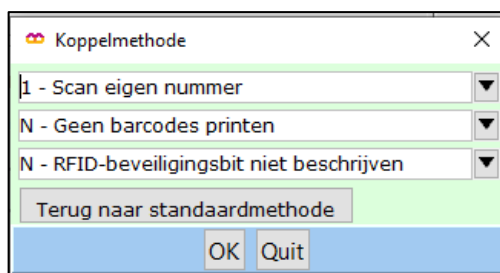 Koppelmethode
1 - Scan eigen nummer
N - Geen barcodes printen
N - RFID-beveiligingsbit niet beschrijven
Terug naar standaardmethode
OK Quit